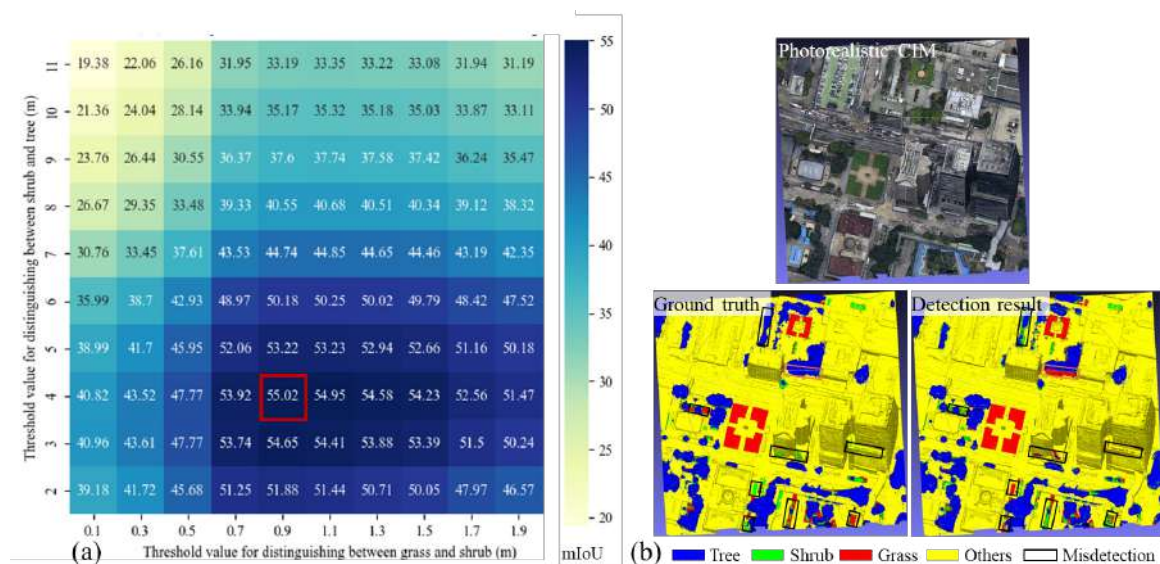 55
11 19.38 22.06 26.16 31.95 33.19 33.35 33.22 33.08 31.94 31.19
10 21.36 24.04 28.14 33.94 35.17 35.32 35.18 35.03 33.87 33.11
50
9 23.76 26.44 30.55 36.37 37.6 37.74 37.58 37.42 36.24 35.47
45
8 26.67 29.35 33.48 39.33 40.55 40.68 40.51 40.34 39.12 38.32
40
7 30.76 33.45 37.61 43.53 44.74 44.85 44.65 44.46 43.19 42.35
6 35.99 38.7 42.93 48.97 50.18 50.25 50.02 49.79 48.42 47.52
35
5 38.99 41.7 45.95 52.06 53.22 53.23 52.94 52.66 51.16 50.18
30
4 40.82 43.52 47.77 53.92 55.02 54.95 54.58 54.23 52.56 51.47
3 40.96 43.61 47.77 53.74 54.65 54.41 53.88 53.39 51.5 50.24
25
2 39.18 41.72 45.68 51.25 51.88 51.44 50.71 50.05 47.97 46.57
20
0.1 0.3 0.5 0.7 0.9 1.1 1.3 1.5 1.7 1.9
Threshold value for distinguishing between shrub and tree (m)
(a) Threshold value for distinguishing between grass and shrub (m)
mIoU
Photorealistic CIM
Ground truth
Detection result
(b)
Tree Shrub Grass Others Misdetection